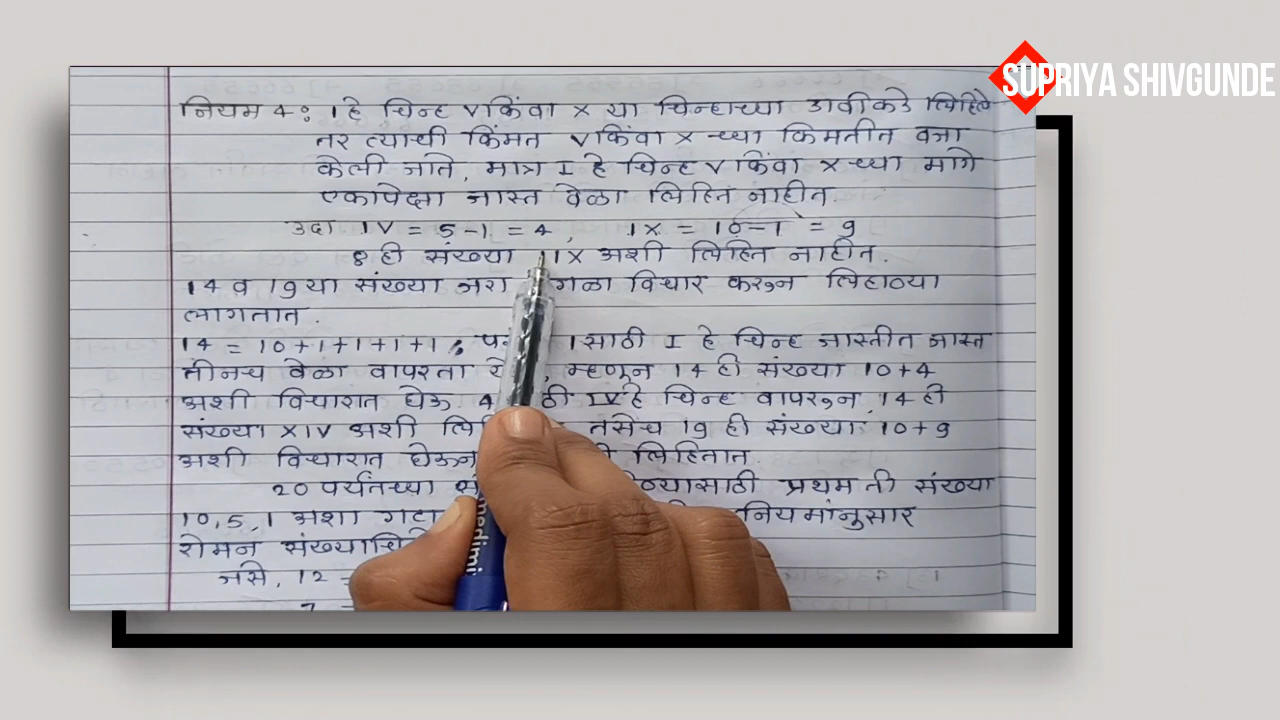 SUPRIYA SHIVGUNDE
नियम 4 : I हे चिन्ह V किंवा X या चिन्हाच्या डावीकडे लिहिले
तर त्याची किंमत V किंवा X च्या किमतीत वजा
केली जाते, मात्र I हे चिन्ह V किंवा X च्या मागे
एकापेक्षा जास्त वेळा लिहित नाहीत.
उदा IV = 5-1 = 4, IX = 10-1 = 9
8 ही संख्या IIX अशी लिहित नाहीत.
14 व 19 या संख्या जरा विचार करून लिहाव्या
लागतात.
14 = 10+1+1+1+1, 1साठी I हे चिन्ह जास्तीत जास्त
तीनच वेळा वापरता म्हणून 14 ही संख्या 10+4
अशी विचारात घेऊ 4 IV हे चिन्ह वापरून 14 ही
संख्या XIV अशी तसेच 19 ही संख्या 10+9
अशी विचारात घेऊन लिहितात.
20 पर्यंतच्या प्रथम ती संख्या
10, 5, 1 अशा नियमांनुसार
रोमन
जसे, 12 =
7